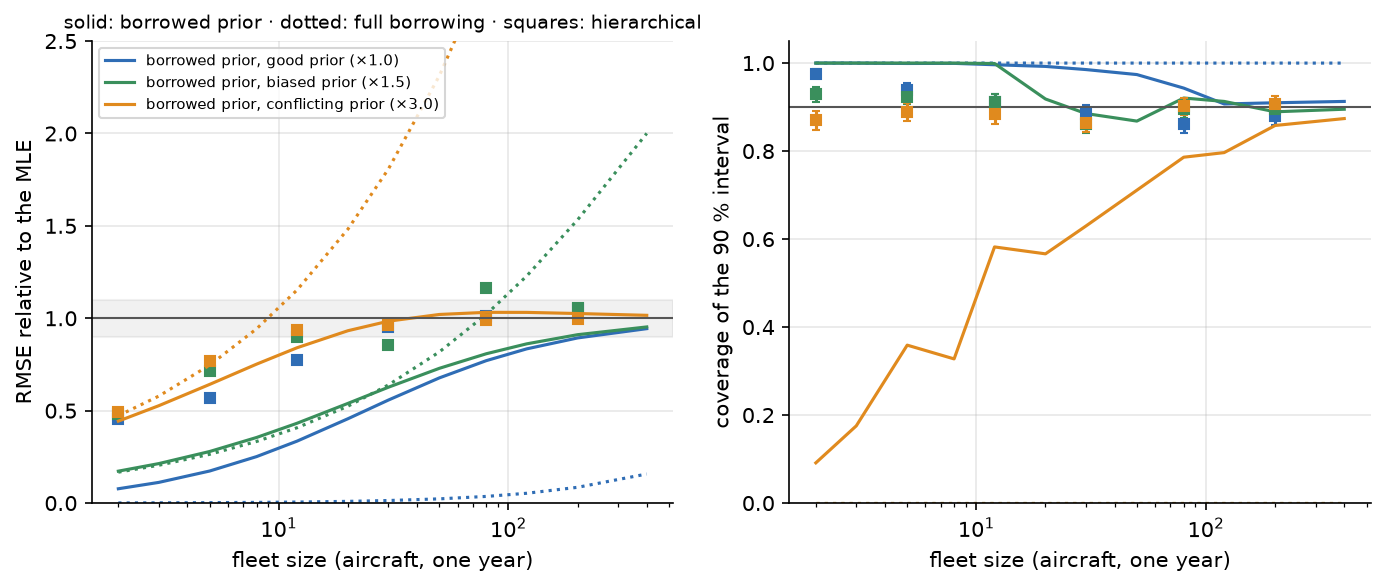 solid: borrowed prior · dotted: full borrowing · squares: hierarchical
2.5
2.0
1.5
1.0
0.5
0.0
RMSE relative to the MLE
borrowed prior, good prior (×1.0)
borrowed prior, biased prior (×1.5)
borrowed prior, conflicting prior (×3.0)
10¹
10²
fleet size (aircraft, one year)
1.0
0.8
0.6
0.4
0.2
0.0
coverage of the 90 % interval
10¹
10²
fleet size (aircraft, one year)